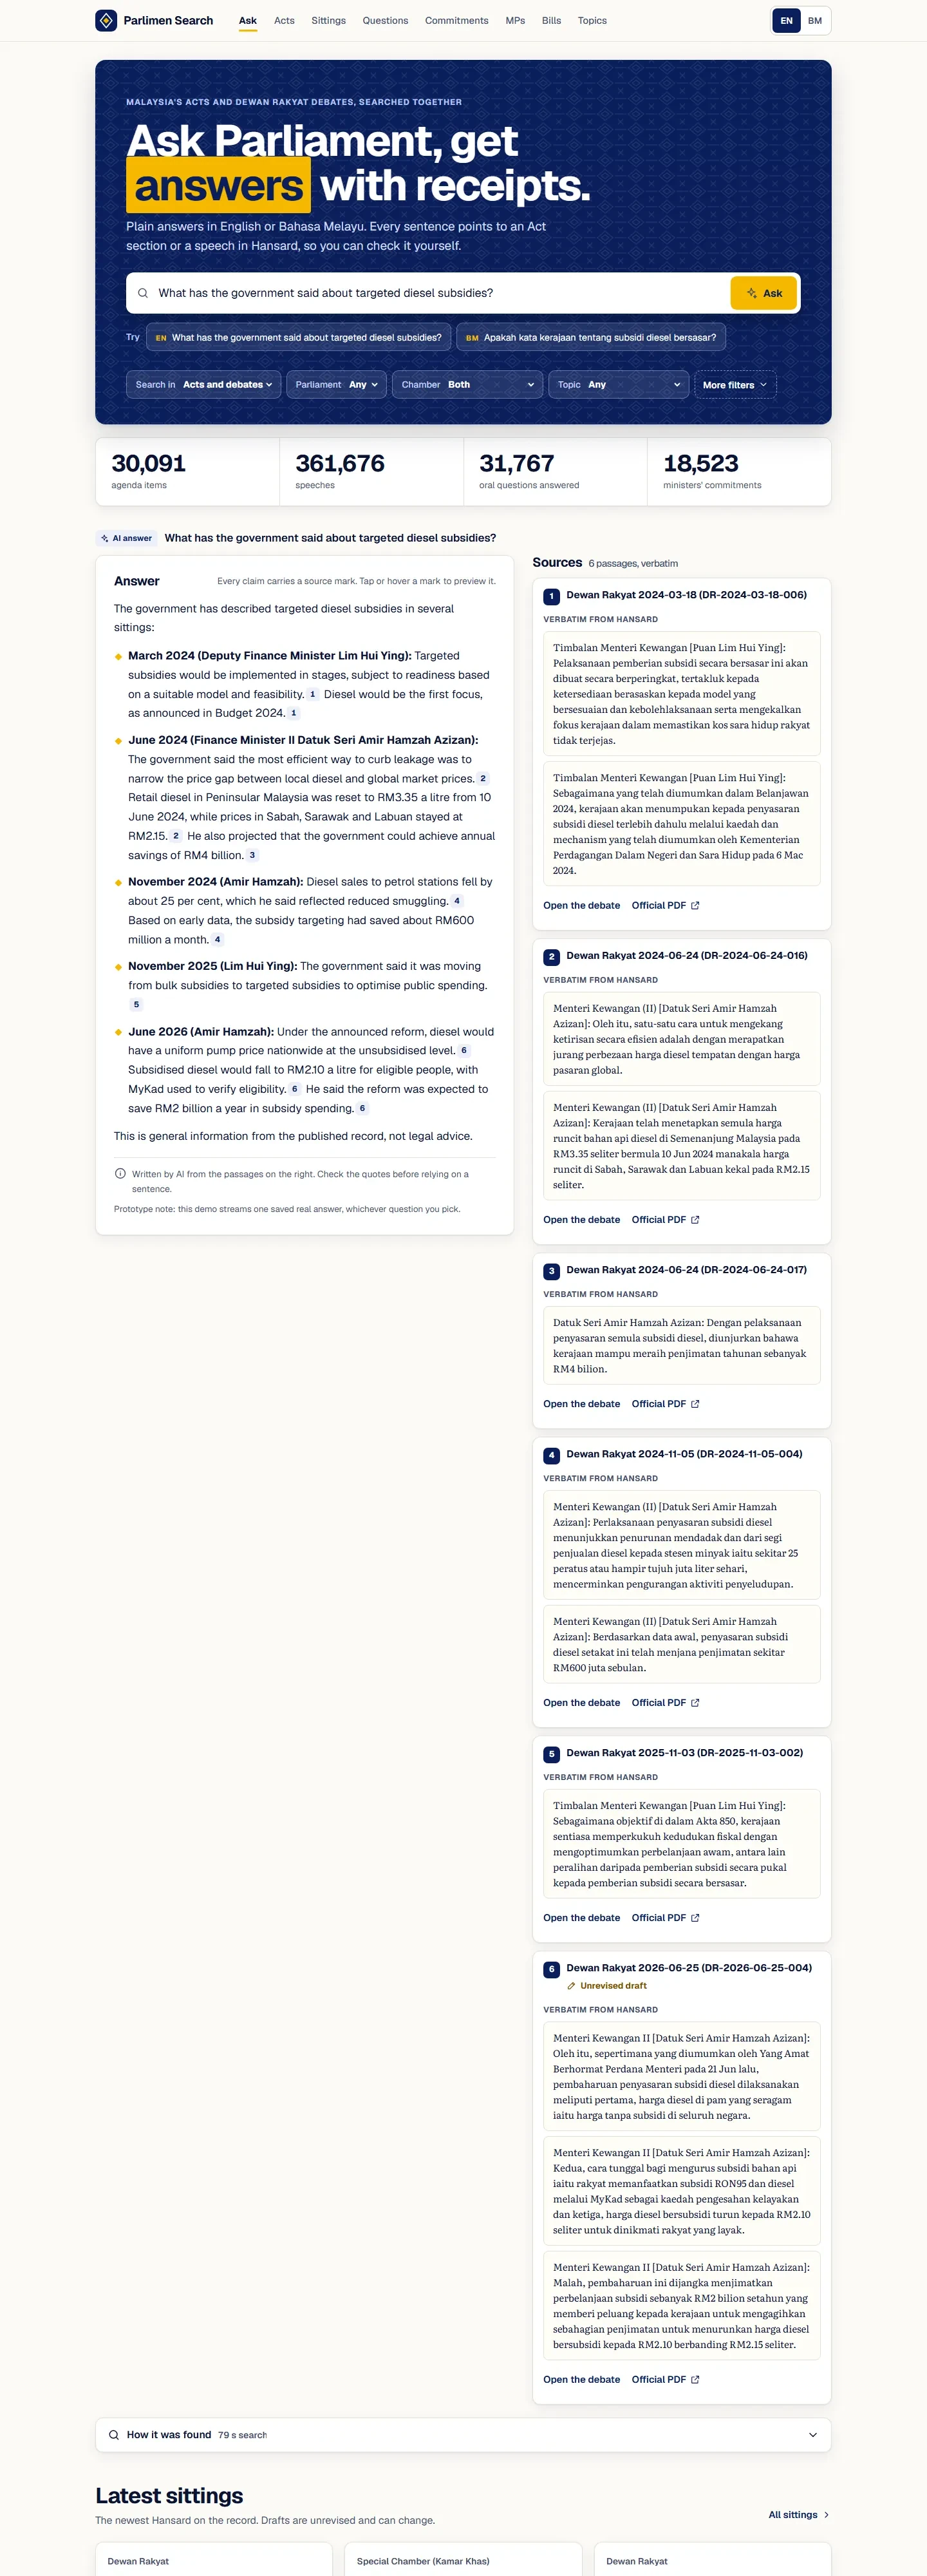 Parlimen Search
Ask
Acts
Sittings
Questions
Commitments
MPs
Bills
Topics
EN
BM
MALAYSIA'S ACTS AND DEWAN RAKYAT DEBATES, SEARCHED TOGETHER
Ask Parliament, get
answers with receipts.
Plain answers in English or Bahasa Melayu. Every sentence points to an Act
section or a speech in Hansard, so you can check it yourself.
What has the government said about targeted diesel subsidies?
Ask
Try
EN What has the government said about targeted diesel subsidies?
BM Apakah kata kerajaan tentang subsidi diesel bersasar?
Search in Acts and debates
Parliament Any
Chamber Both
Topic Any
More filters
30,091
agenda items
361,676
speeches
31,767
oral questions answered
18,523
ministers' commitments
AI answer What has the government said about targeted diesel subsidies?
Answer
Every claim carries a source mark. Tap or hover a mark to preview it.
The government has described targeted diesel subsidies in several
sittings:
March 2024 (Deputy Finance Minister Lim Hui Ying): Targeted
subsidies would be implemented in stages, subject to readiness based
on a suitable model and feasibility. 1 Diesel would be the first focus,
as announced in Budget 2024. 1
June 2024 (Finance Minister II Datuk Seri Amir Hamzah Azizan):
The government said the most efficient way to curb leakage was to
narrow the price gap between local diesel and global market prices. 2
Retail diesel in Peninsular Malaysia was reset to RM3.35 a litre from 10
June 2024, while prices in Sabah, Sarawak and Labuan stayed at
RM2.15. 2 He also projected that the government could achieve annual
savings of RM4 billion. 3
November 2024 (Amir Hamzah): Diesel sales to petrol stations fell by
about 25 per cent, which he said reflected reduced smuggling. 4
Based on early data, the subsidy targeting had saved about RM600
million a month. 4
November 2025 (Lim Hui Ying): The government said it was moving
from bulk subsidies to targeted subsidies to optimise public spending.
5
June 2026 (Amir Hamzah): Under the announced reform, diesel would
have a uniform pump price nationwide at the unsubsidised level. 6
Subsidised diesel would fall to RM2.10 a litre for eligible people, with
MyKad used to verify eligibility. 6 He said the reform was expected to
save RM2 billion a year in subsidy spending. 6
This is general information from the published record, not legal advice.
Written by AI from the passages on the right. Check the quotes before relying on a
sentence.
Prototype note: this demo streams one saved real answer, whichever question you pick.
Sources 6 passages, verbatim
1 Dewan Rakyat 2024-03-18 (DR-2024-03-18-006)
VERBATIM FROM HANSARD
Timbalan Menteri Kewangan [Puan Lim Hui Ying]:
Pelaksanaan pemberian subsidi secara bersasar ini akan
dibuat secara berperingkat, tertakluk kepada
ketersediaan berasaskan kepada model yang
bersesuaian dan kebolehlaksanaan serta mengekalkan
fokus kerajaan dalam memastikan kos sara hidup rakyat
tidak terjejas.
Timbalan Menteri Kewangan [Puan Lim Hui Ying]:
Sebagaimana yang telah diumumkan dalam Belanjawan
2024, kerajaan akan menumpukan kepada penyasaran
subsidi diesel terlebih dahulu melalui kaedah dan
mechanism yang telah diumumkan oleh Kementerian
Perdagangan Dalam Negeri dan Sara Hidup pada 6 Mac
2024.
Open the debate Official PDF
2 Dewan Rakyat 2024-06-24 (DR-2024-06-24-016)
VERBATIM FROM HANSARD
Menteri Kewangan (II) [Datuk Seri Amir Hamzah
Azizan]: Oleh itu, satu-satu cara untuk mengekang
ketirisan secara efisien adalah dengan merapatkan
jurang perbezaan harga diesel tempatan dengan harga
pasaran global.
Menteri Kewangan (II) [Datuk Seri Amir Hamzah
Azizan]: Kerajaan telah menetapkan semula harga
runcit bahan api diesel di Semenanjung Malaysia pada
RM3.35 seliter bermula 10 Jun 2024 manakala harga
runcit di Sabah, Sarawak dan Labuan kekal pada RM2.15
seliter.
Open the debate Official PDF
3 Dewan Rakyat 2024-06-24 (DR-2024-06-24-017)
VERBATIM FROM HANSARD
Datuk Seri Amir Hamzah Azizan: Dengan pelaksanaan
penyasaran semula subsidi diesel, diunjurkan bahawa
kerajaan mampu meraih penjimatan tahunan sebanyak
RM4 bilion.
Open the debate Official PDF
4 Dewan Rakyat 2024-11-05 (DR-2024-11-05-004)
VERBATIM FROM HANSARD
Menteri Kewangan (II) [Datuk Seri Amir Hamzah
Azizan]: Perlaksanaan penyasaran subsidi diesel
menunjukkan penurunan mendadak dan dari segi
penjualan diesel kepada stesen minyak iaitu sekitar 25
peratus atau hampir tujuh juta liter sehari,
mencerminkan pengurangan aktiviti penyeludupan.
Menteri Kewangan (II) [Datuk Seri Amir Hamzah
Azizan]: Berdasarkan data awal, penyasaran subsidi
diesel setakat ini telah menjana penjimatan sekitar
RM600 juta sebulan.
Open the debate Official PDF
5 Dewan Rakyat 2025-11-03 (DR-2025-11-03-002)
VERBATIM FROM HANSARD
Timbalan Menteri Kewangan [Puan Lim Hui Ying]:
Sebagaimana objektif di dalam Akta 850, kerajaan
sentiasa memperkukuh kedudukan fiskal dengan
mengoptimumkan perbelanjaan awam, antara lain
peralihan daripada pemberian subsidi secara pukal
kepada pemberian subsidi secara bersasar.
Open the debate Official PDF
6 Dewan Rakyat 2026-06-25 (DR-2026-06-25-004)
Unrevised draft
VERBATIM FROM HANSARD
Menteri Kewangan II [Datuk Seri Amir Hamzah Azizan]:
Oleh itu, sepertimana yang diumumkan oleh Yang Amat
Berhormat Perdana Menteri pada 21 Jun lalu,
pembaharuan penyasaran subsidi diesel dilaksanakan
meliputi pertama, harga diesel di pam yang seragam
iaitu harga tanpa subsidi di seluruh negara.
Menteri Kewangan II [Datuk Seri Amir Hamzah Azizan]:
Kedua, cara tunggal bagi mengurus subsidi bahan api
iaitu rakyat memanfaatkan subsidi RON95 dan diesel
melalui MyKad sebagai kaedah pengesahan kelayakan
dan ketiga, harga diesel bersubsidi turun kepada RM2.10
seliter untuk dinikmati rakyat yang layak.
Menteri Kewangan II [Datuk Seri Amir Hamzah Azizan]:
Malah, pembaharuan ini dijangka menjimatkan
perbelanjaan subsidi sebanyak RM2 bilion setahun yang
memberi peluang kepada kerajaan untuk mengagihkan
sebahagian penjimatan untuk menurunkan harga diesel
bersubsidi kepada RM2.10 berbanding RM2.15 seliter.
Open the debate Official PDF
How it was found 79 s search
Latest sittings
The newest Hansard on the record. Drafts are unrevised and can change.
All sittings
Dewan Rakyat
Special Chamber (Kamar Khas)
Dewan Rakyat